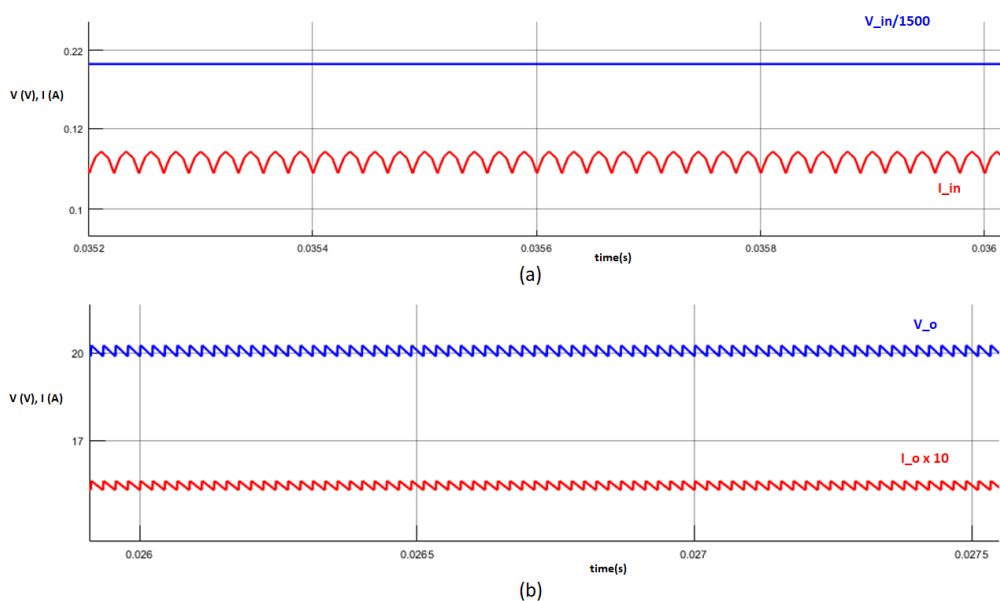 V_in/1500
0.22
V (V), I (A)
0.12
I_in
0.1
0.0352 0.0354 0.0356 0.0358 0.036
time(s)
(a)
V_o
20
V (V), I (A)
17
I_o x 10
0.026 0.0265 0.027 0.0275
time(s)
(b)